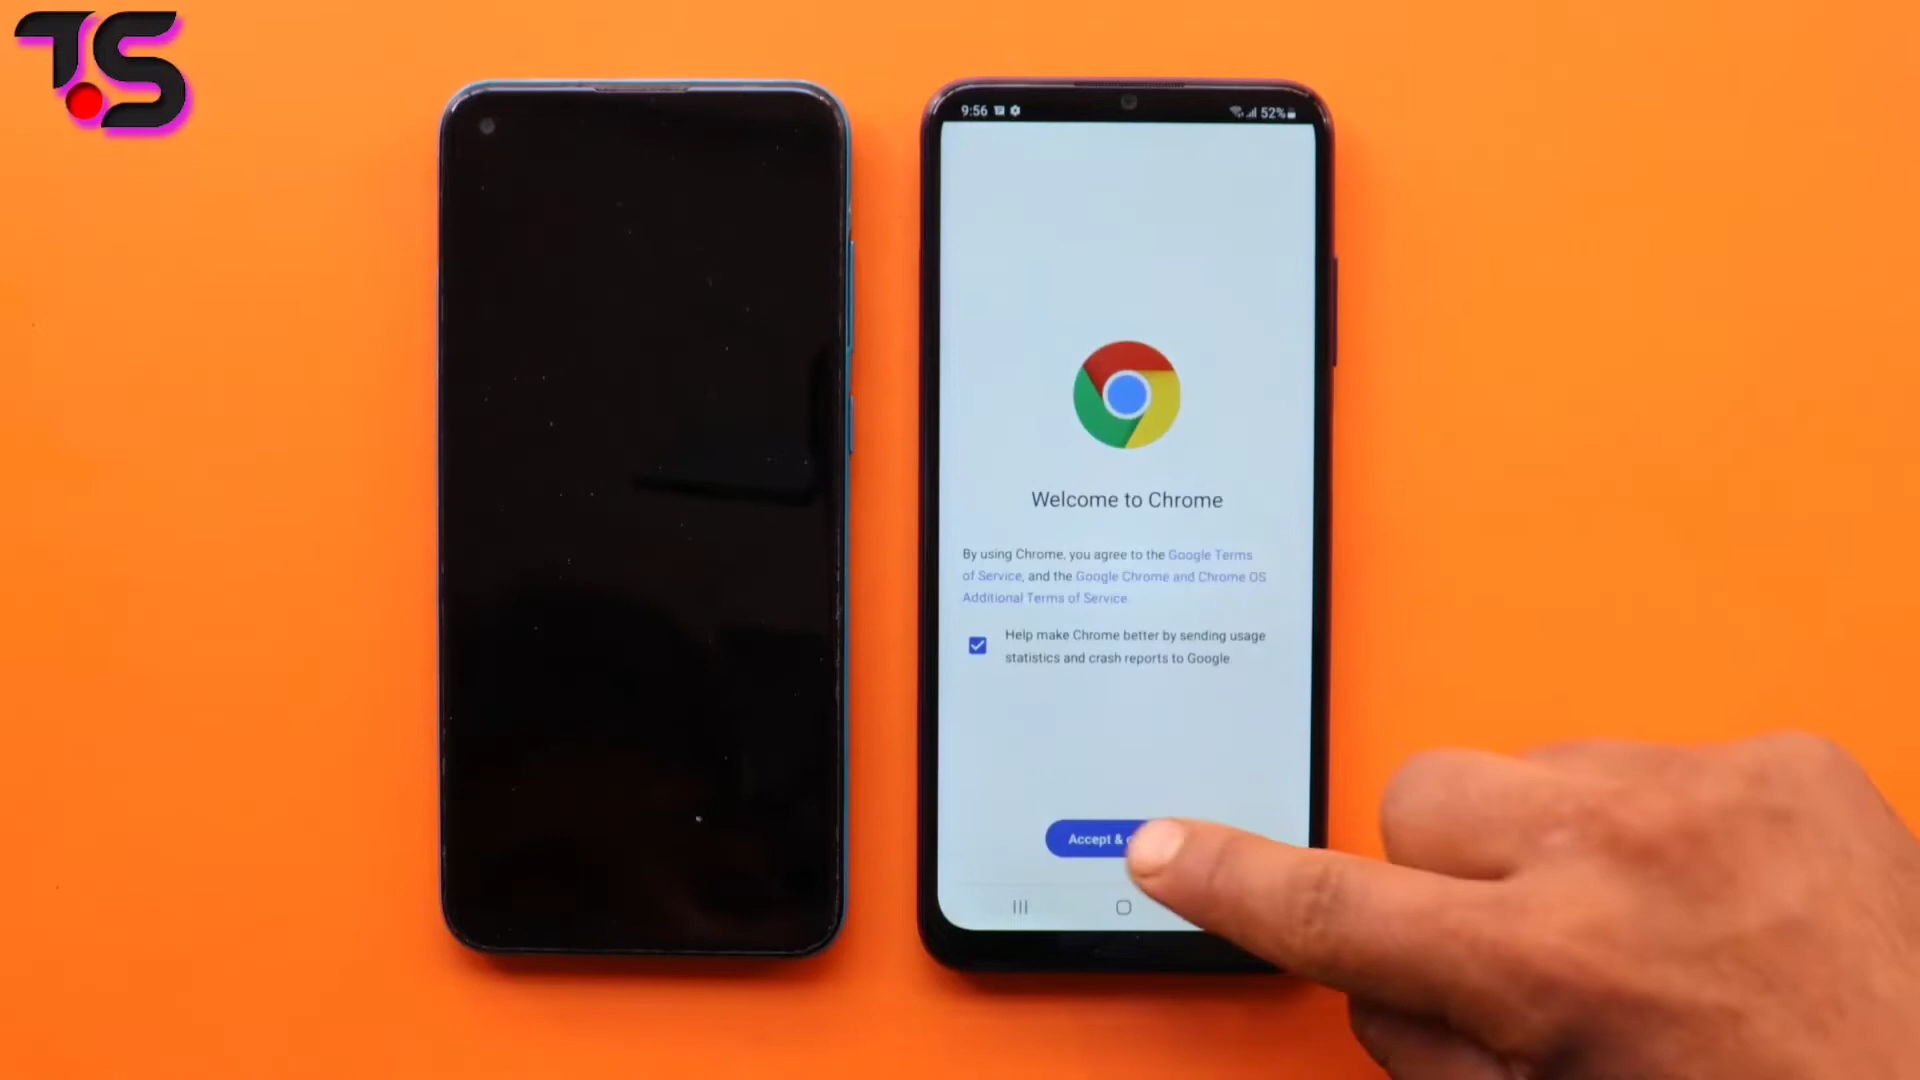 T.S
9:56
52%
Welcome to Chrome
By using Chrome, you agree to the Google Terms
of Service, and the Google Chrome and Chrome OS
Additional Terms of Service.
Help make Chrome better by sending usage
statistics and crash reports to Google
Accept &